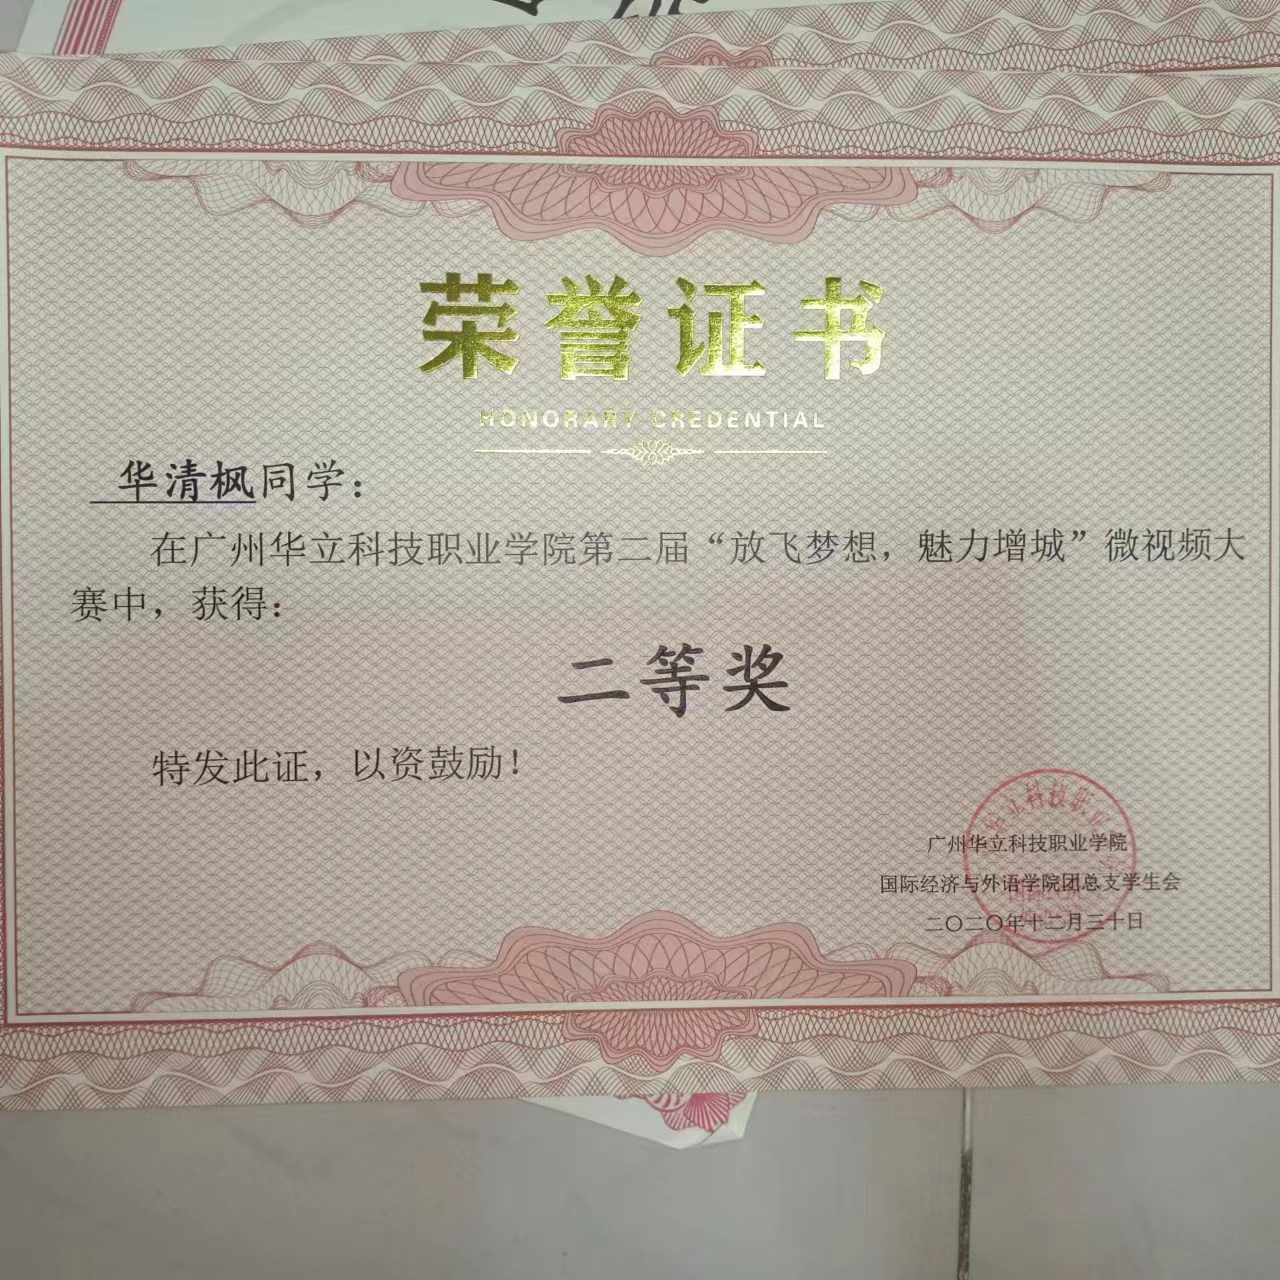 荣誉证书
HONORARY CREDENTIAL
华清枫同学：
在广州华立科技职业学院第二届“放飞梦想，魅力增城”微视频大
赛中，获得：
二等奖
特发此证，以资鼓励！
广州华立科技职业学院
国际经济与外语学院团总支学生会
二〇二〇年十二月三十日